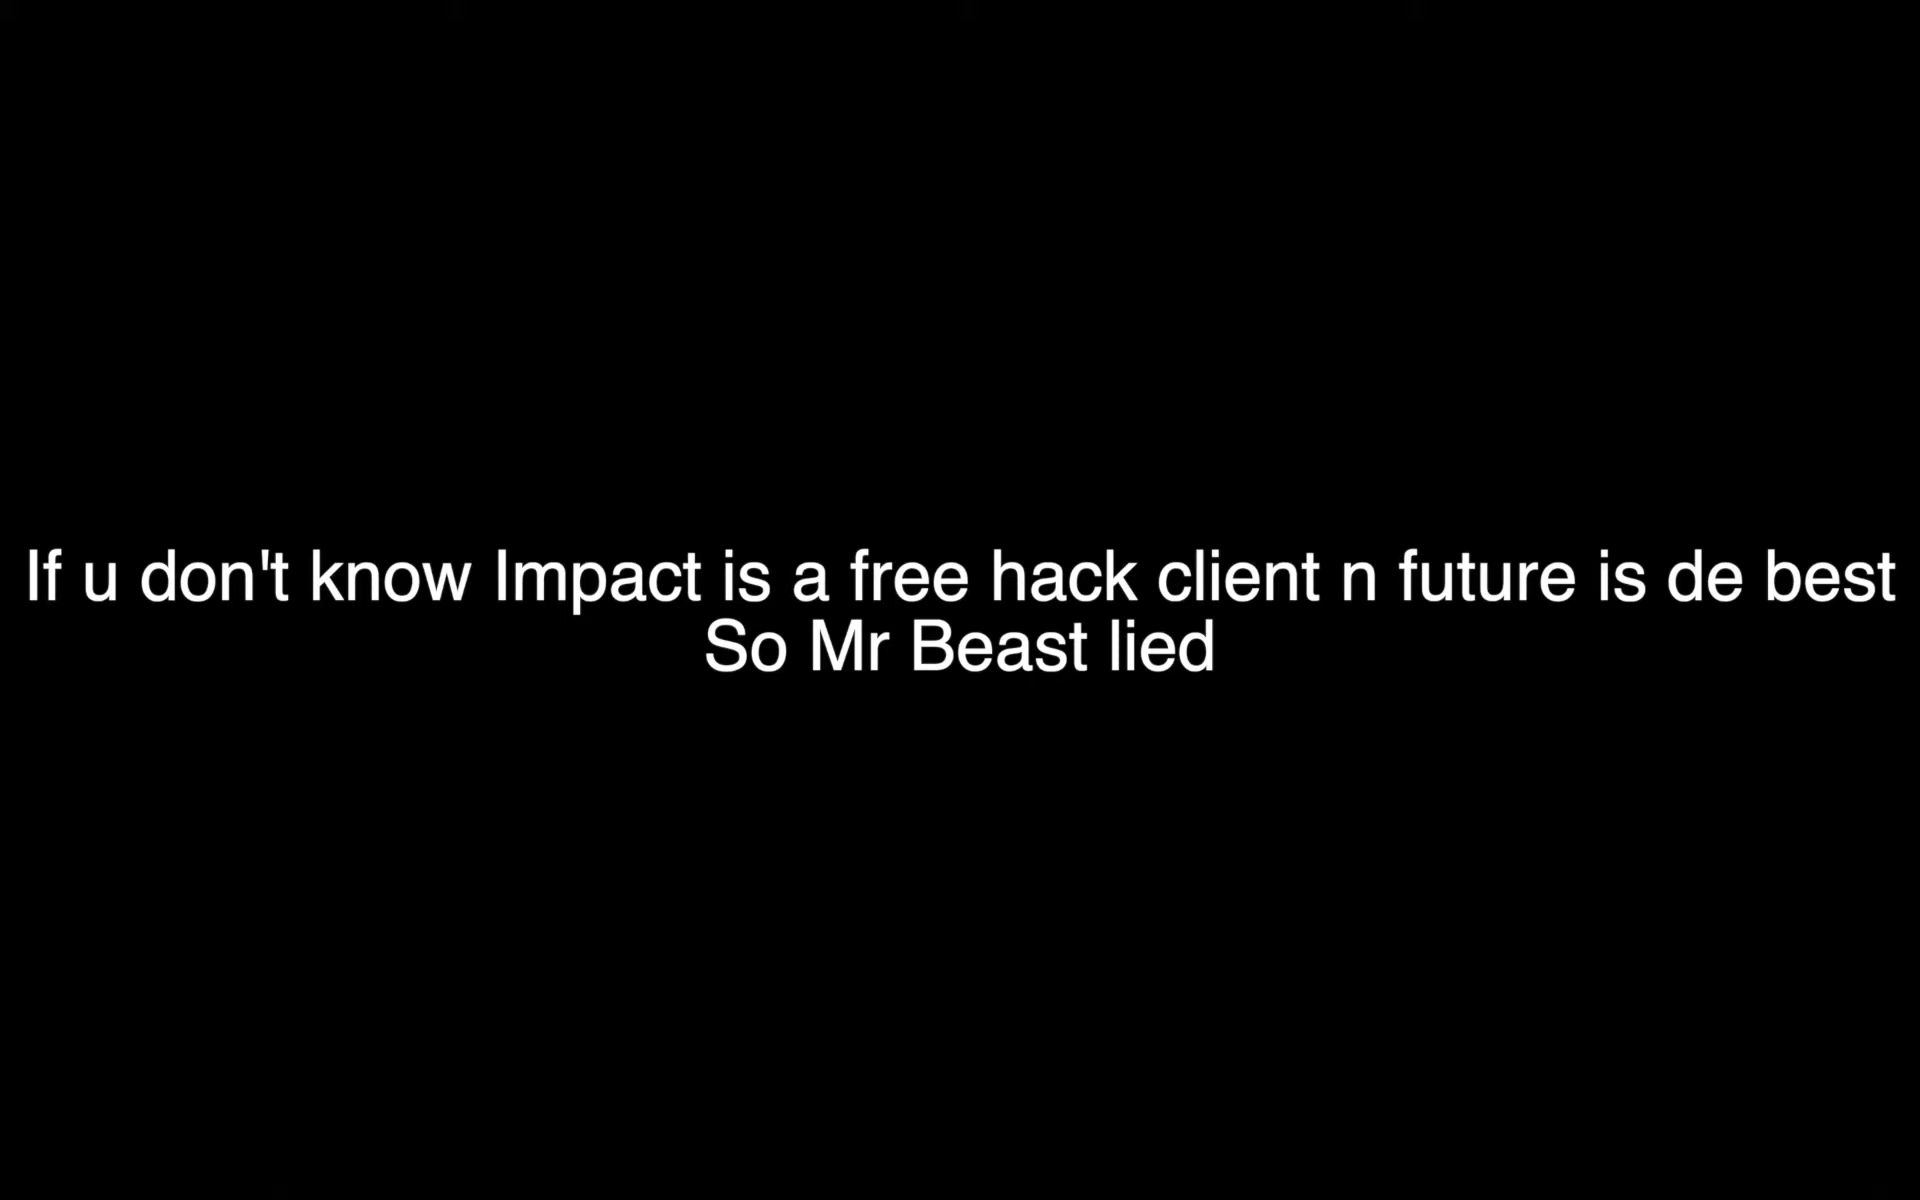 If u don't know Impact is a free hack client n future is de best
So Mr Beast lied